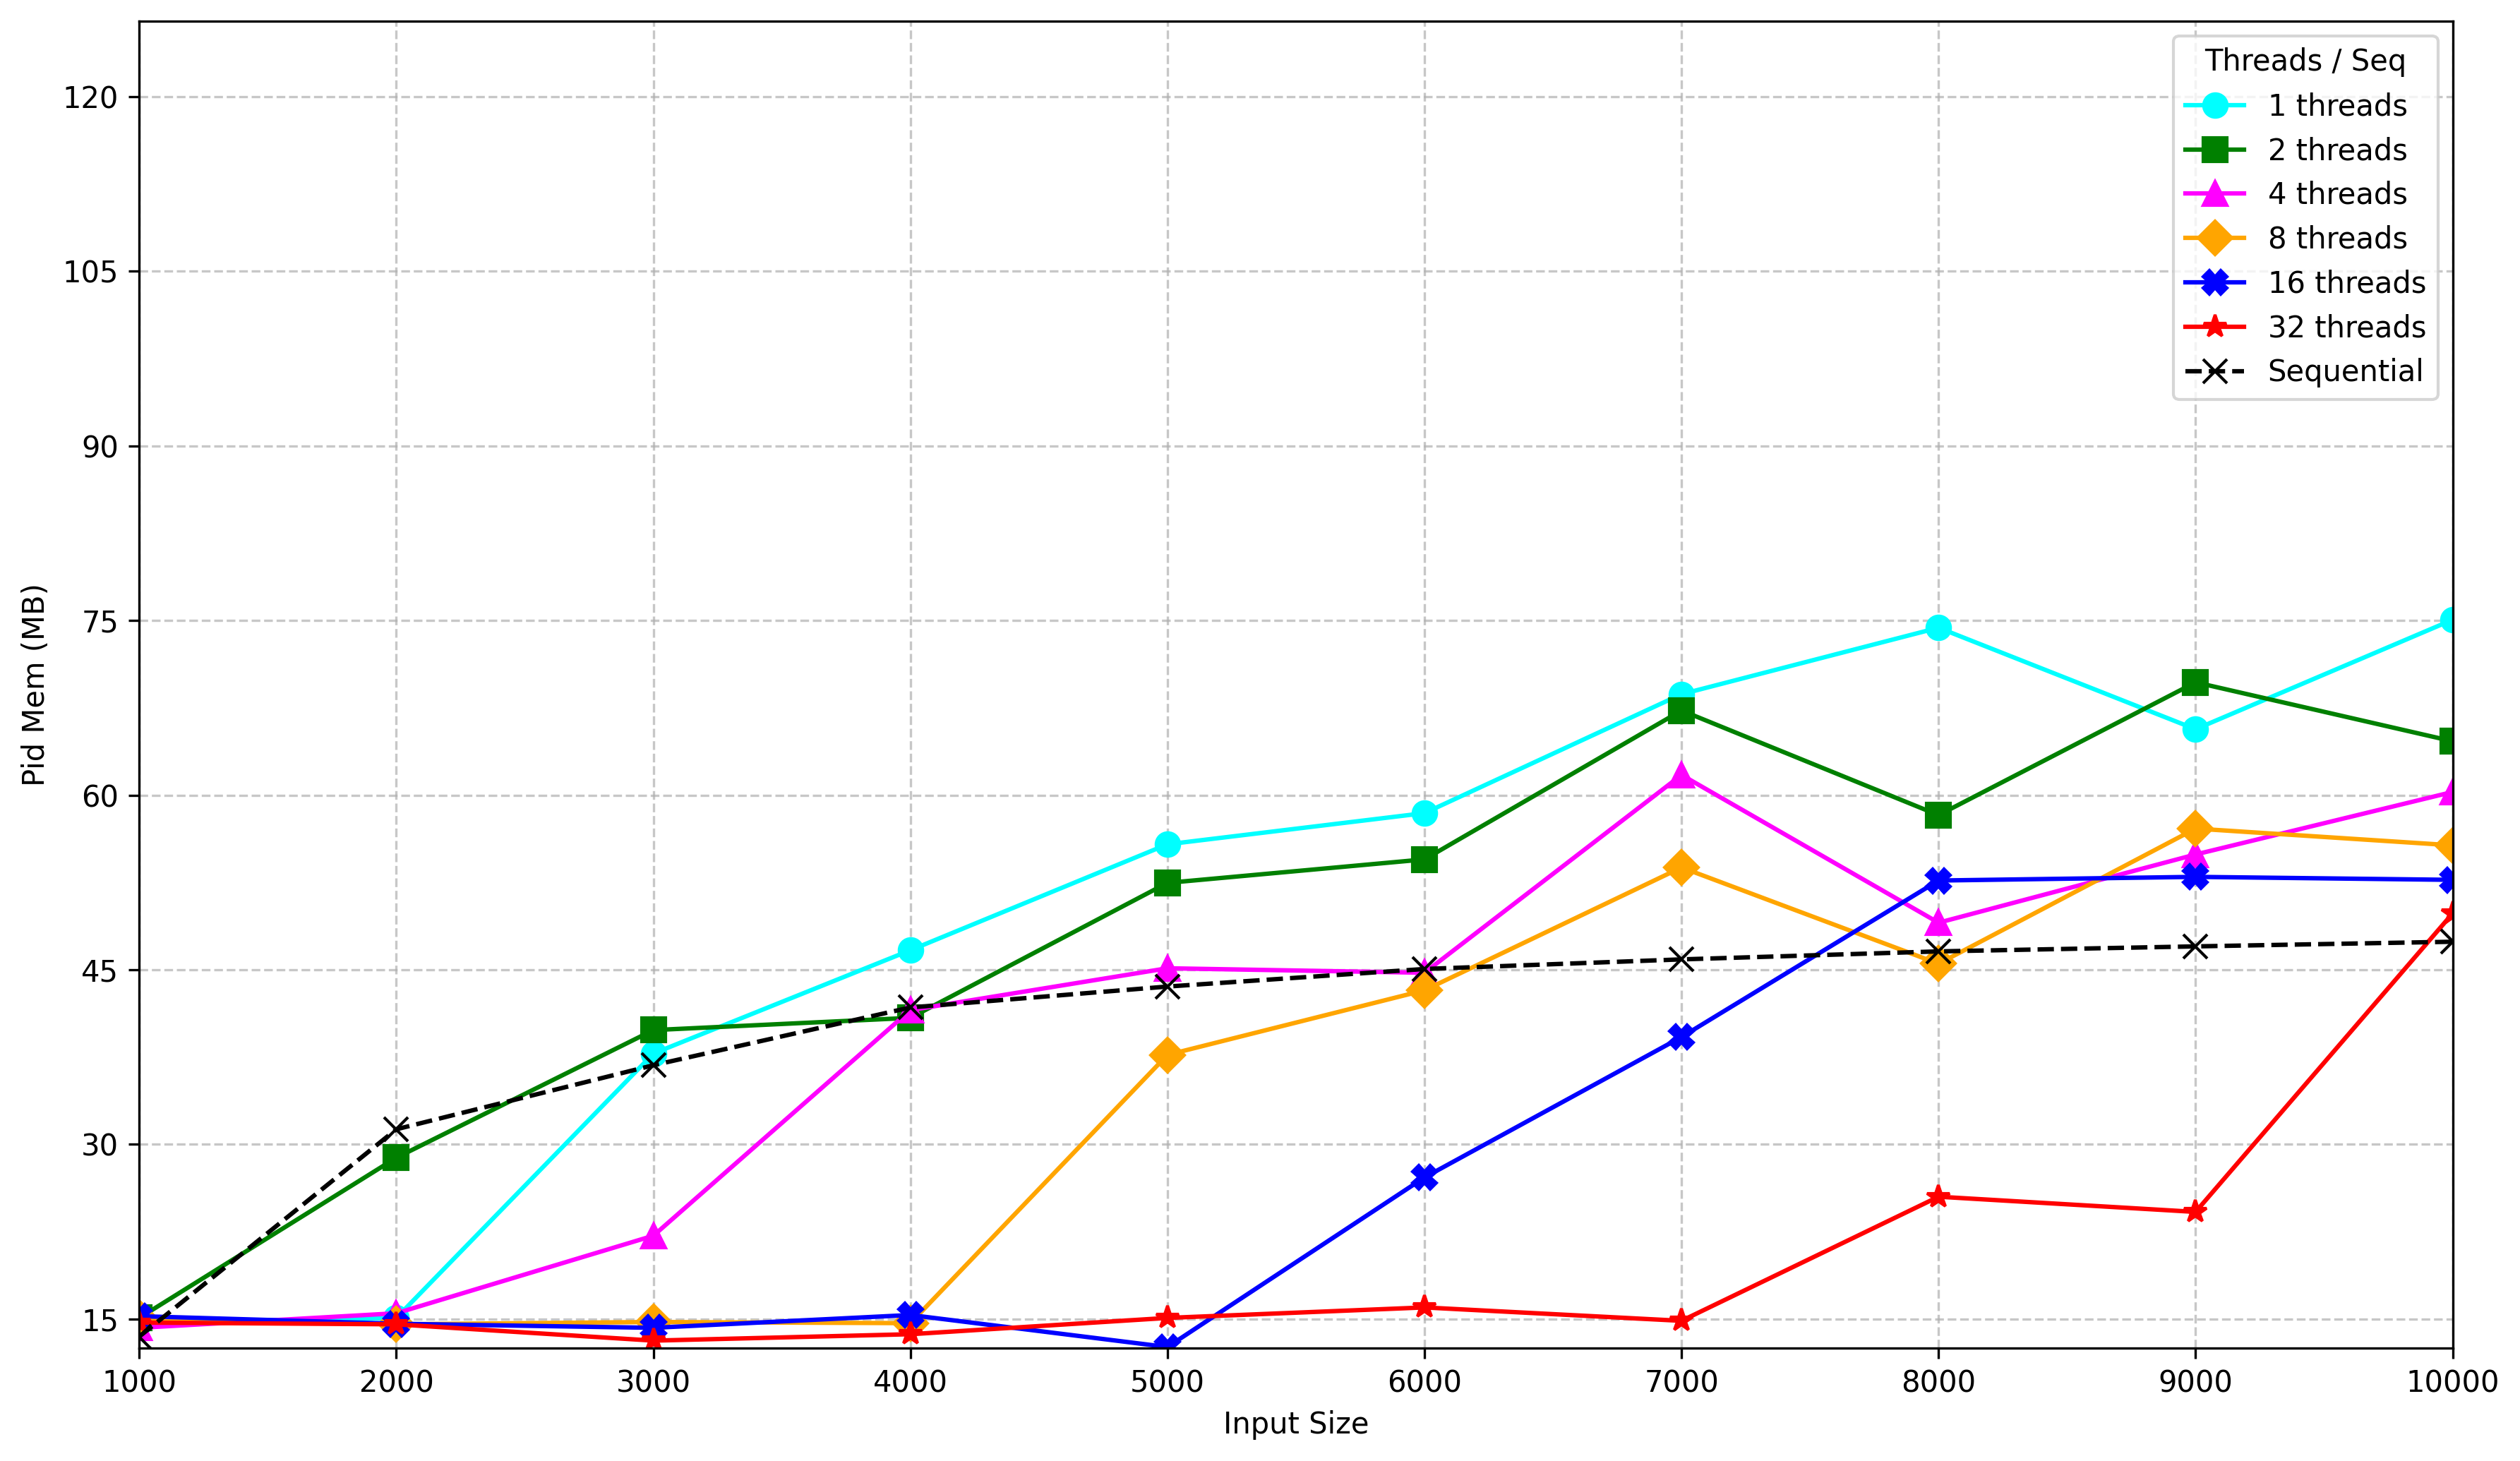 Threads / Seq
1 threads
2 threads
4 threads
8 threads
16 threads
32 threads
Sequential
120
105
90
75
60
45
30
15
Pid Mem (MB)
1000 2000 3000 4000 5000 6000 7000 8000 9000 10000
Input Size